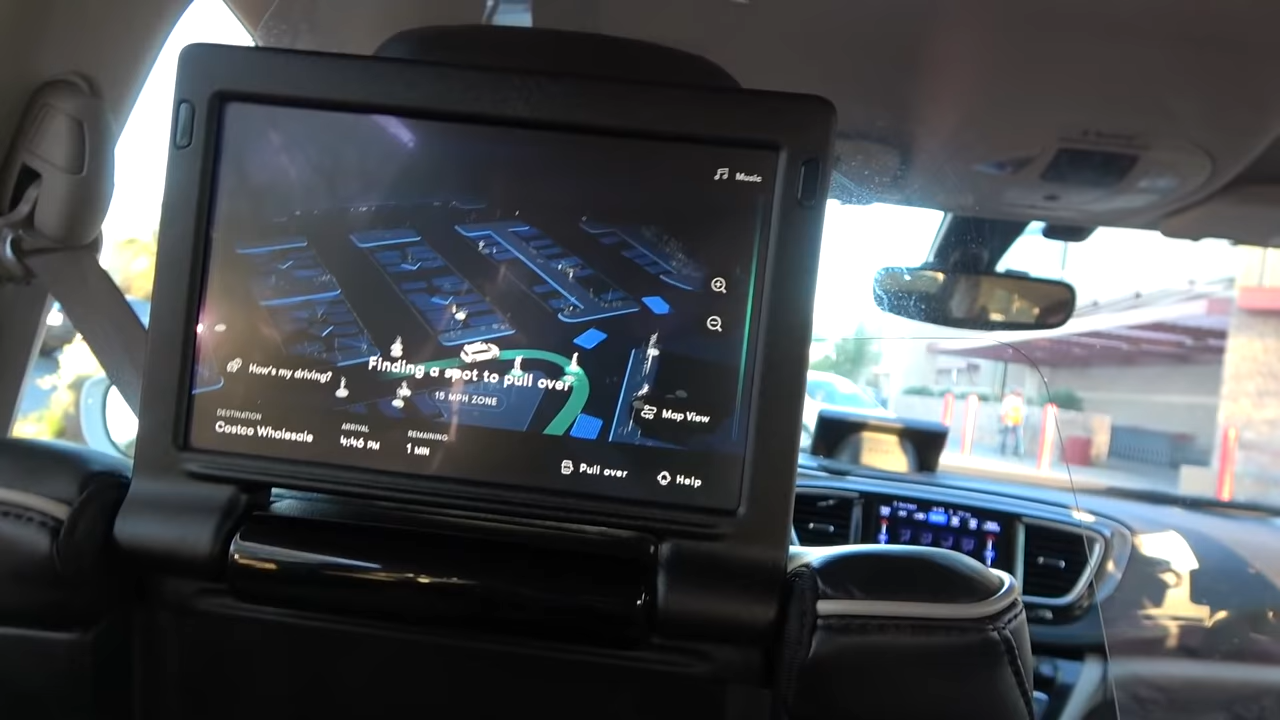 Music
How's my driving?
Finding a spot to pull over
15 MPH ZONE
Map View
DESTINATION
Costco Wholesale
ARRIVAL
4:46 PM
REMAINING
1 MIN
Pull over
Help